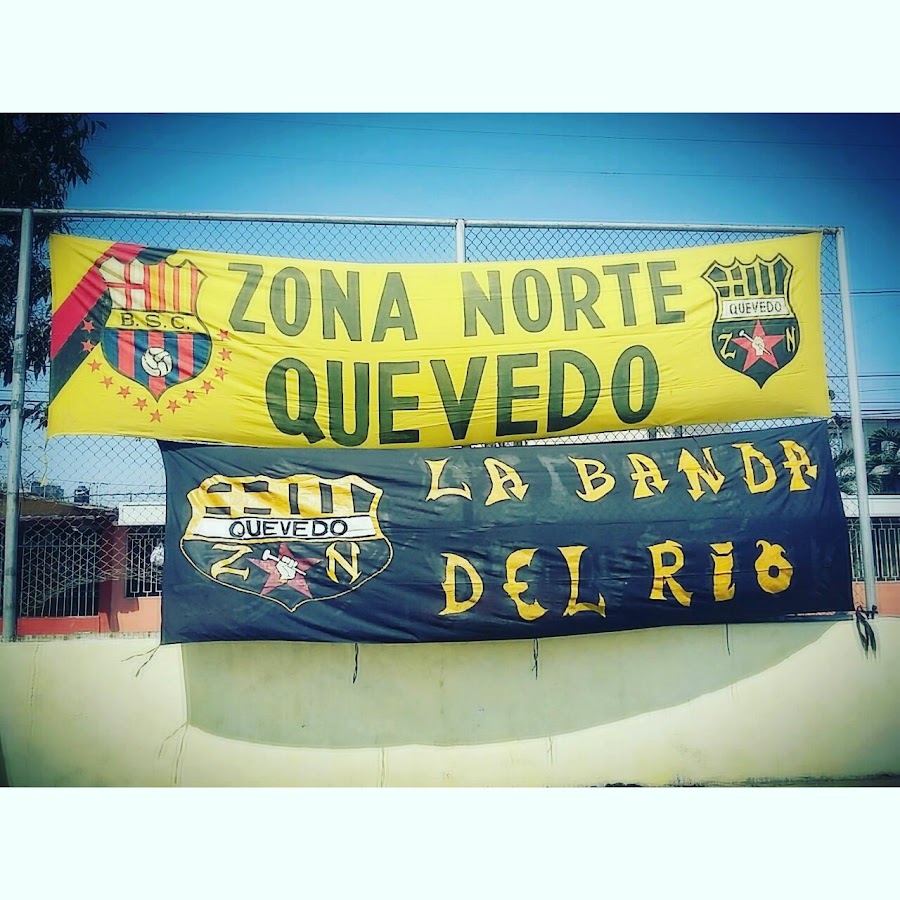 ZONA NORTE
QUEVEDO
B.S.C.
QUEVEDO
Z N
LA BANDA
DEL RIO
QUEVEDO
Z N